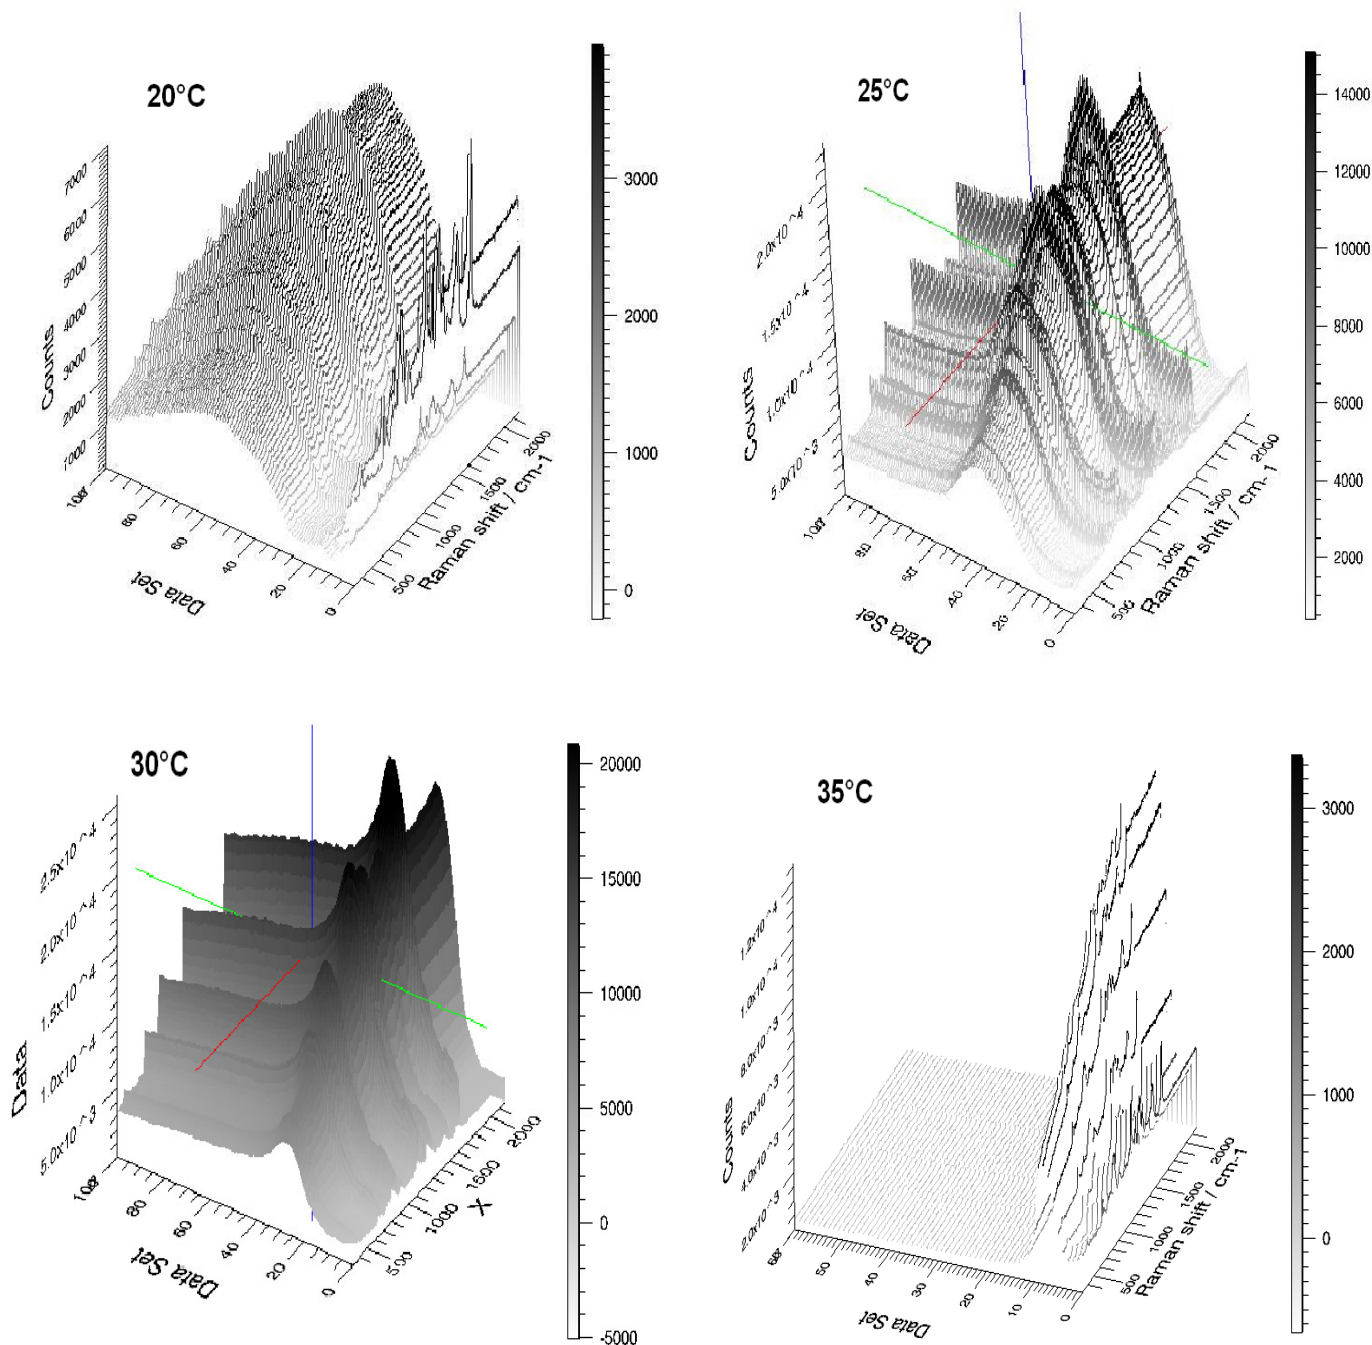 20°C
7000
6000
5000
4000
3000
2000
1000
Counts
100
80
60
40
20
0
Data Set
500
1000
1500
2000
Raman shift / cm-1
3000
2000
1000
0
25°C
2.0x10^4
1.5x10^4
1.0x10^4
5.0x10^3
Counts
100
80
60
40
20
0
Data Set
500
1000
1500
2000
Raman shift / cm-1
14000
12000
10000
8000
6000
4000
2000
30°C
2.5x10^4
2.0x10^4
1.5x10^4
1.0x10^4
5.0x10^3
Data
100
80
60
40
20
0
Data Set
500
1000
1500
2000
X
20000
15000
10000
5000
0
-5000
35°C
1.2x10^4
1.0x10^4
8.0x10^3
6.0x10^3
4.0x10^3
2.0x10^3
Counts
60
50
40
30
20
10
0
Data Set
500
1000
1500
2000
Raman shift / cm-1
3000
2000
1000
0